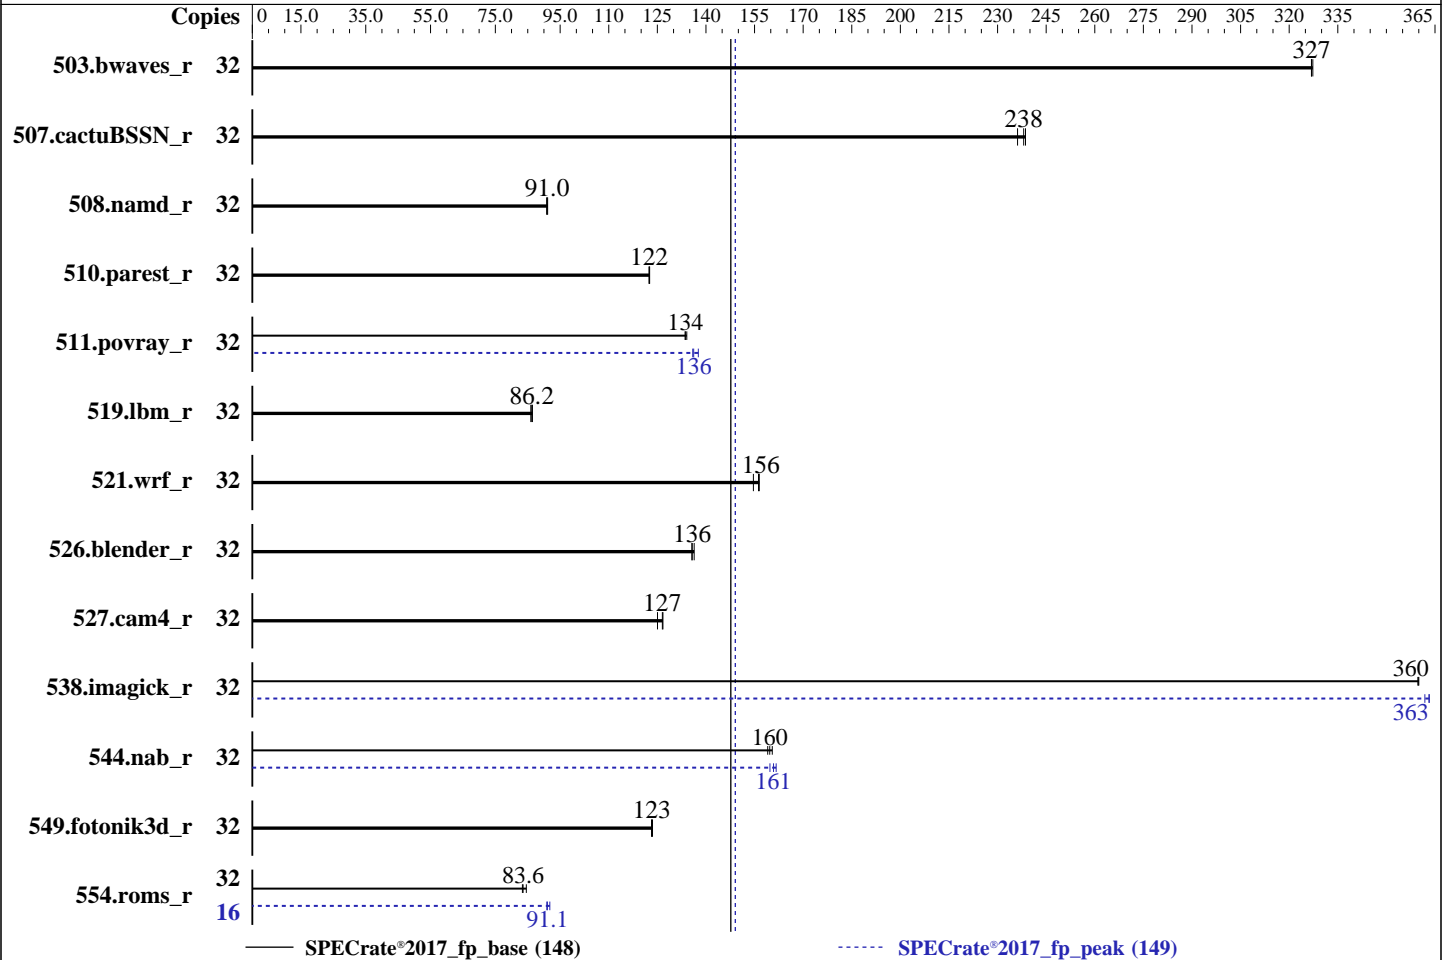 Copies 0 15.0 35.0 55.0 75.0 95.0 110 125 140 155 170 185 200 215 230 245 260 275 290 305 320 335 365
503.bwaves_r 32 327
507.cactuBSSN_r 32 238
508.namd_r 32 91.0
510.parest_r 32 122
511.povray_r 32 134
136
519.lbm_r 32 86.2
521.wrf_r 32 156
526.blender_r 32 136
527.cam4_r 32 127
538.imagick_r 32 360
363
544.nab_r 32 160
161
549.fotonik3d_r 32 123
554.roms_r 32 83.6
16 91.1
SPECrate®2017_fp_base (148) SPECrate®2017_fp_peak (149)